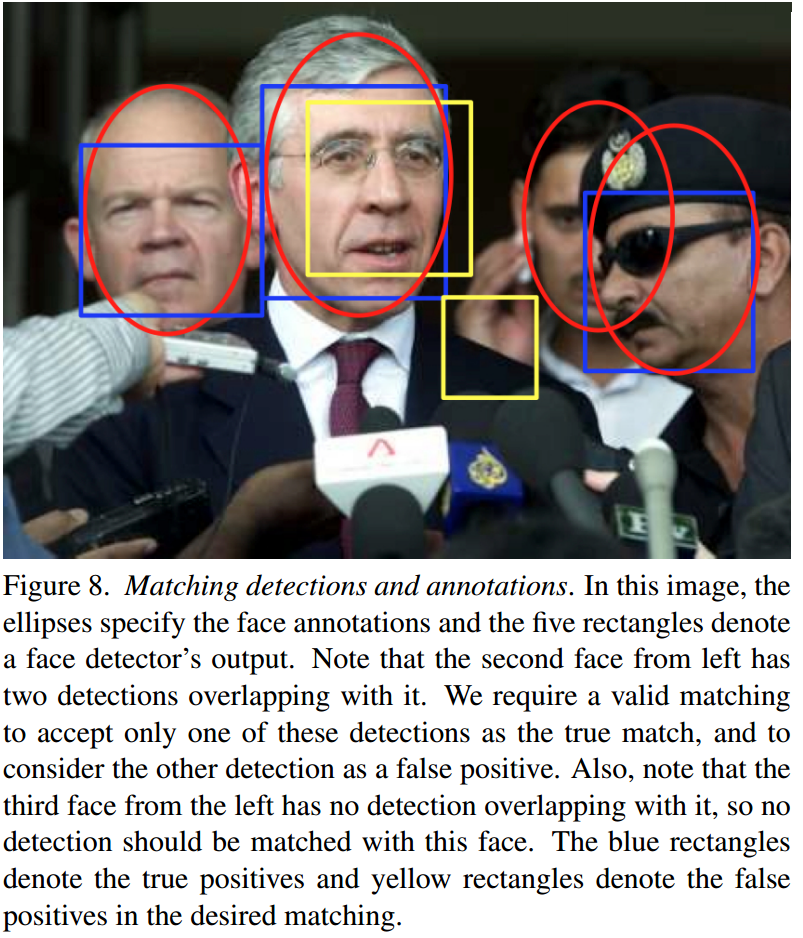 Figure 8. Matching detections and annotations. In this image, the
ellipses specify the face annotations and the five rectangles denote
a face detector's output. Note that the second face from left has
two detections overlapping with it. We require a valid matching
to accept only one of these detections as the true match, and to
consider the other detection as a false positive. Also, note that the
third face from the left has no detection overlapping with it, so no
detection should be matched with this face. The blue rectangles
denote the true positives and yellow rectangles denote the false
positives in the desired matching.